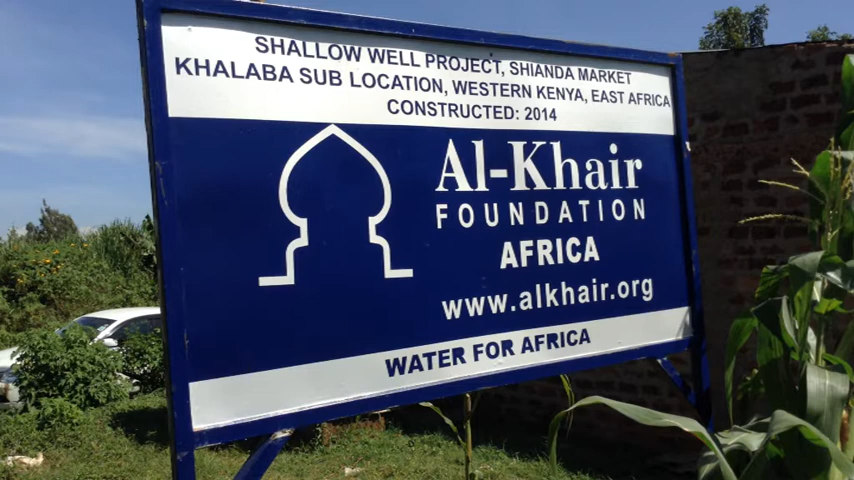 SHALLOW WELL PROJECT, SHIANDA MARKET
KHALABA SUB LOCATION, WESTERN KENYA, EAST AFRICA
CONSTRUCTED: 2014
Al-Khair
FOUNDATION
AFRICA
www.alkhair.org
WATER FOR AFRICA